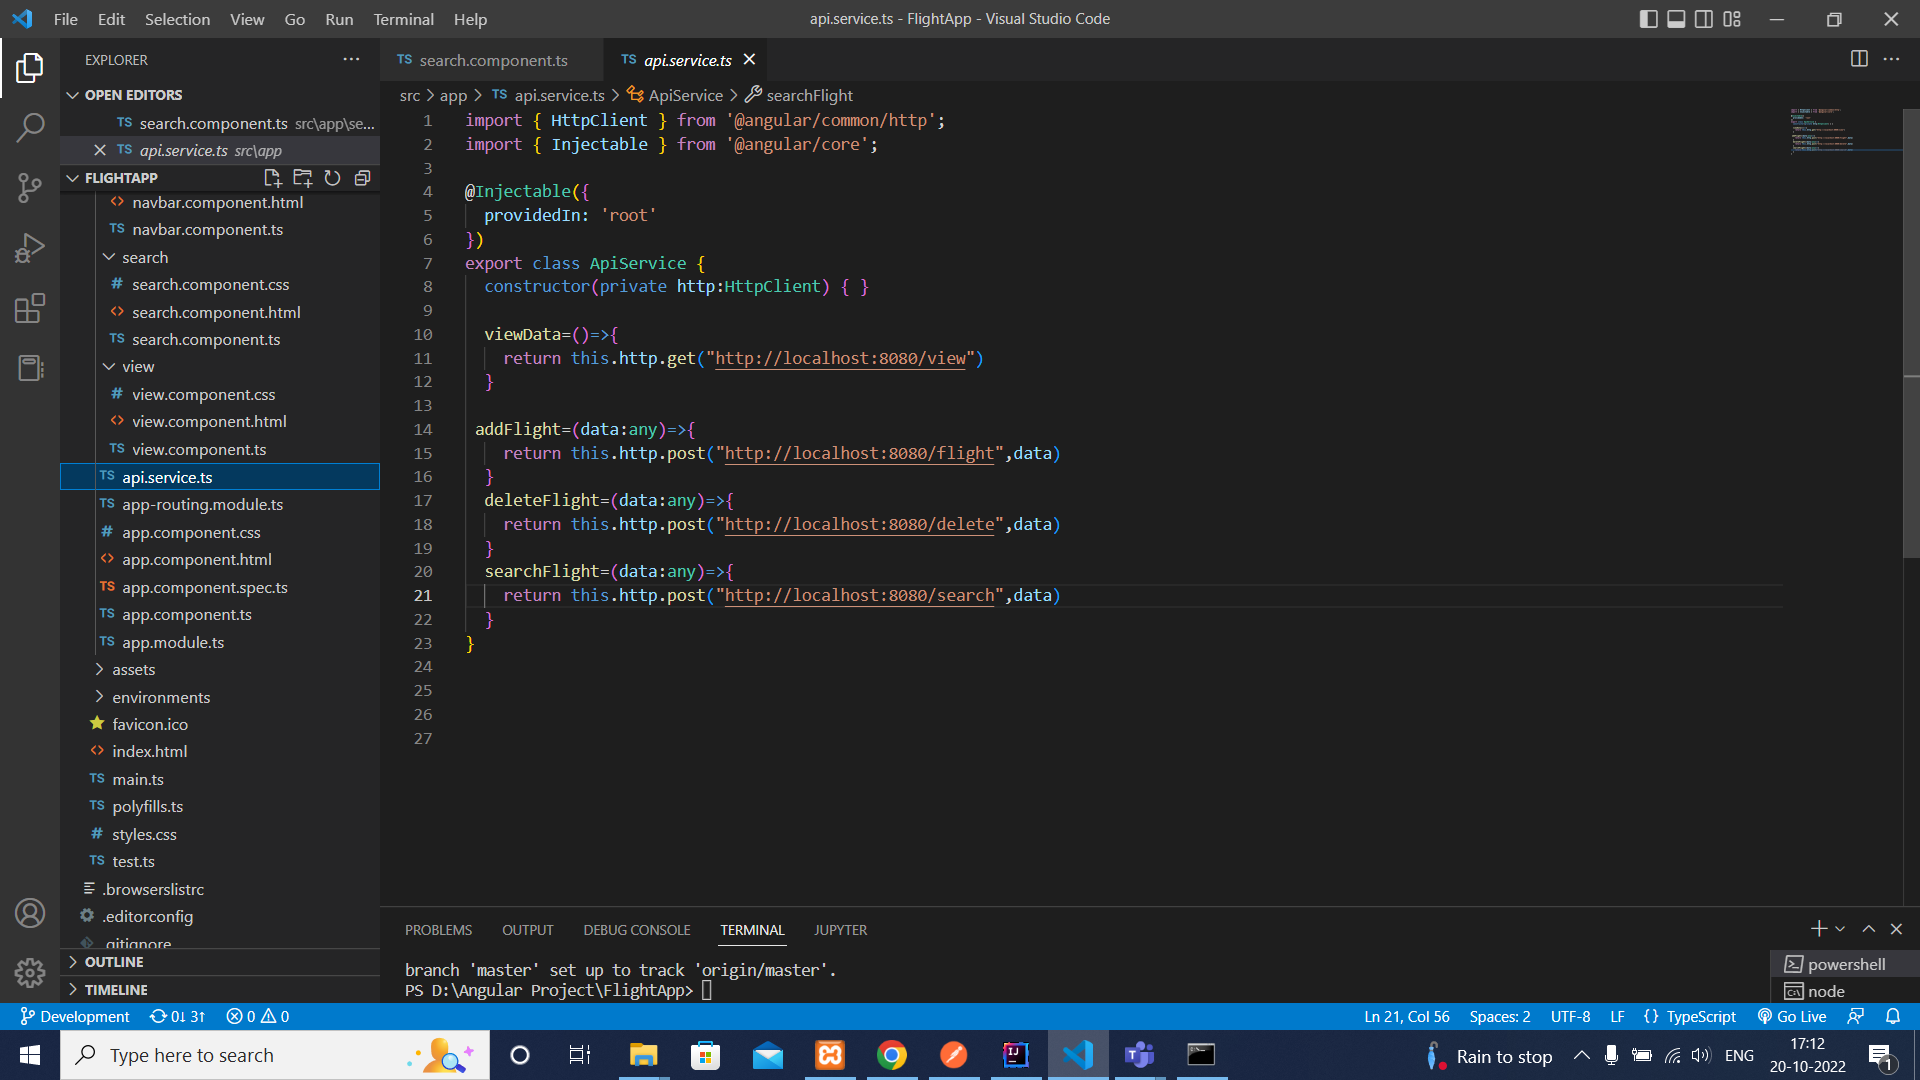 File Edit Selection View Go Run Terminal Help
api.service.ts - FlightApp - Visual Studio Code
EXPLORER
OPEN EDITORS
TS search.component.ts src\app\se...
TS api.service.ts src\app
FLIGHTAPP
<> navbar.component.html
TS navbar.component.ts
search
# search.component.css
<> search.component.html
TS search.component.ts
view
# view.component.css
<> view.component.html
TS view.component.ts
TS api.service.ts
TS app-routing.module.ts
# app.component.css
<> app.component.html
TS app.component.spec.ts
TS app.component.ts
TS app.module.ts
assets
environments
favicon.ico
<> index.html
TS main.ts
TS polyfills.ts
# styles.css
TS test.ts
.browserslistrc
.editorconfig
.gitignore
OUTLINE
TIMELINE
TS search.component.ts
TS api.service.ts
src > app > TS api.service.ts > ApiService > searchFlight
1 import { HttpClient } from '@angular/common/http';
2 import { Injectable } from '@angular/core';
3
4 @Injectable({
5 providedIn: 'root'
6 })
7 export class ApiService {
8 constructor(private http:HttpClient) { }
9
10 viewData=()=>{
11 return this.http.get("http://localhost:8080/view")
12 }
13
14 addFlight=(data:any)=>{
15 return this.http.post("http://localhost:8080/flight",data)
16 }
17 deleteFlight=(data:any)=>{
18 return this.http.post("http://localhost:8080/delete",data)
19 }
20 searchFlight=(data:any)=>{
21 return this.http.post("http://localhost:8080/search",data)
22 }
23 }
24
25
26
27
PROBLEMS OUTPUT DEBUG CONSOLE TERMINAL JUPYTER
branch 'master' set up to track 'origin/master'.
PS D:\Angular Project\FlightApp>
powershell
node
Development 0↓ 3↑ 0 0
Ln 21, Col 56 Spaces: 2 UTF-8 LF {} TypeScript Go Live
Type here to search
Rain to stop
ENG
17:12
20-10-2022
1